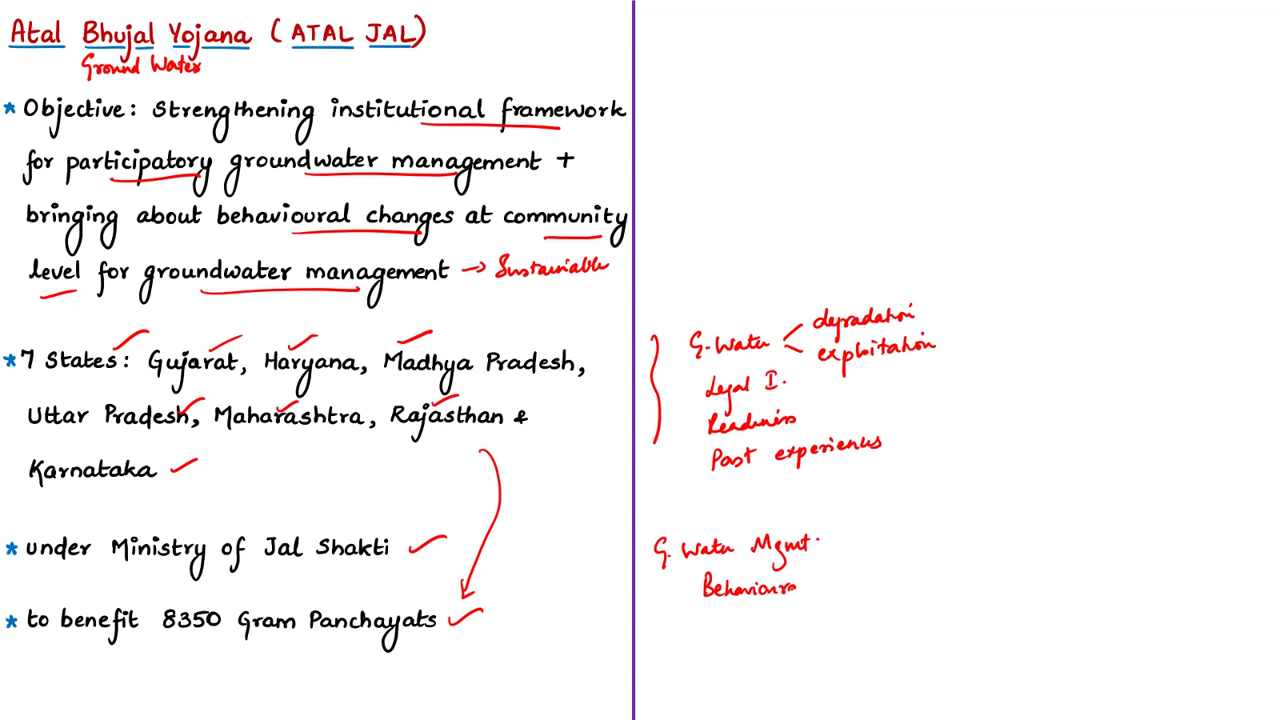 Atal Bhujal Yojana (ATAL JAL)
Ground Water
* Objective: Strengthening institutional framework
for participatory groundwater management +
bringing about behavioural changes at community
level for groundwater management → Sustainable
* 7 States: Gujarat, Haryana, Madhya Pradesh,
Uttar Pradesh, Maharashtra, Rajasthan &
Karnataka
* under Ministry of Jal Shakti
* to benefit 8350 Gram Panchayats
G. Water < degradation
exploitation
Legal I.
Readiness
Past experiences
G. Water Mgmt.
Behaviour